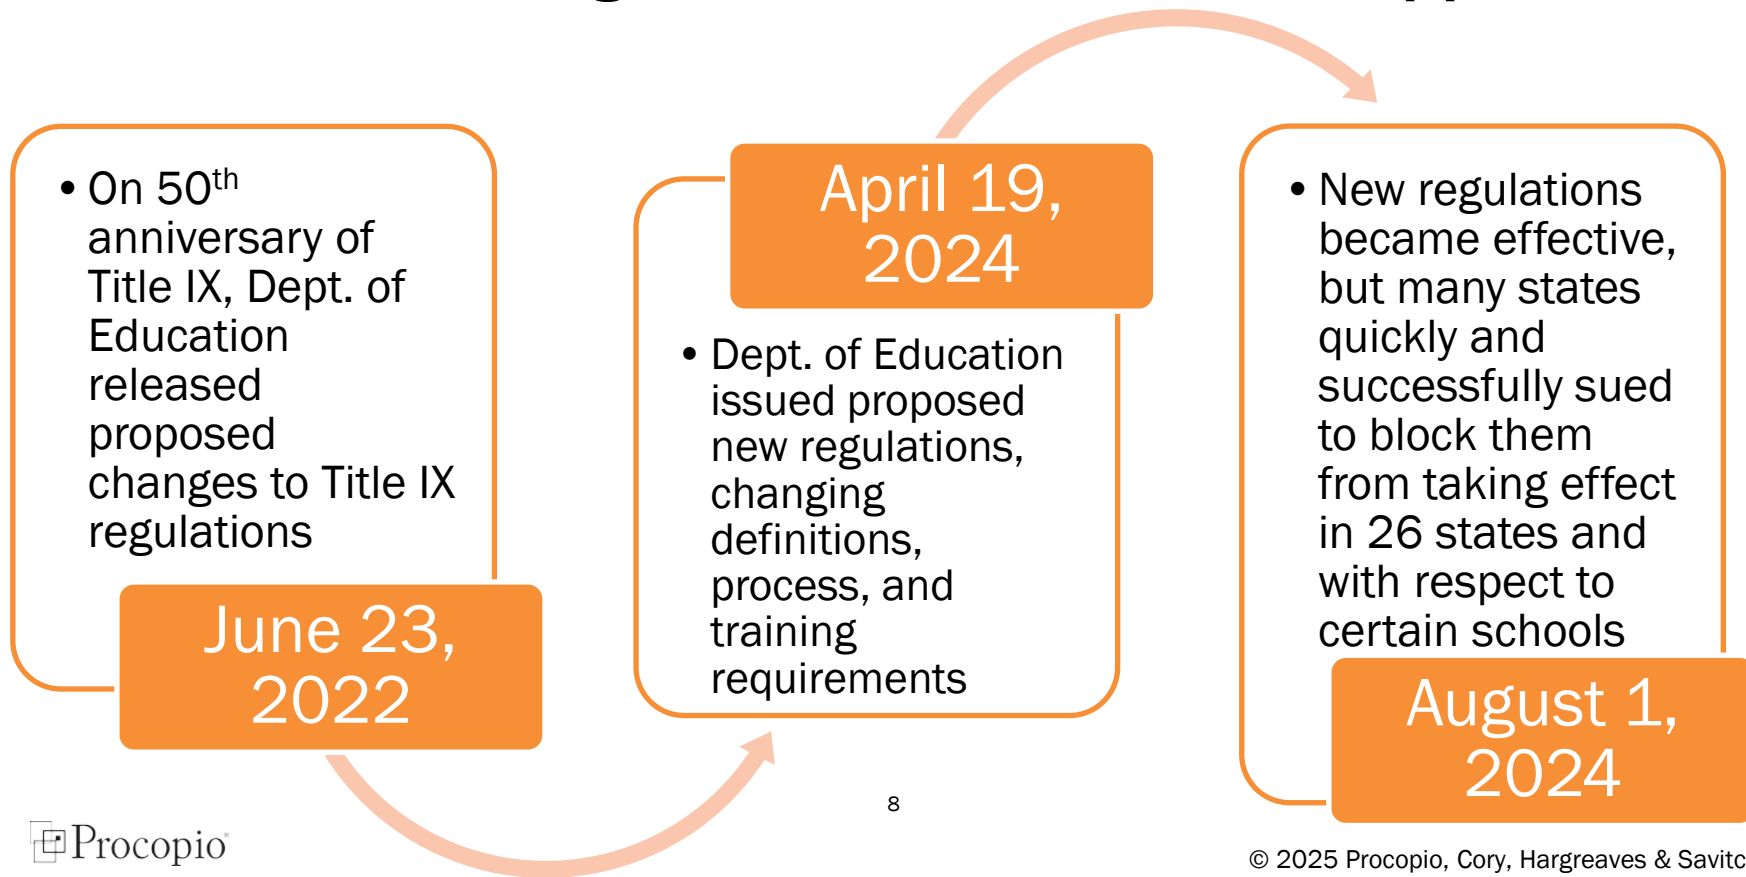 • On 50th
anniversary of
Title IX, Dept. of
Education
released
proposed
changes to Title IX
regulations
June 23,
2022
April 19,
2024
• Dept. of Education
issued proposed
new regulations,
changing
definitions,
process, and
training
requirements
• New regulations
became effective,
but many states
quickly and
successfully sued
to block them
from taking effect
in 26 states and
with respect to
certain schools
August 1,
2024
8
Procopio®
© 2025 Procopio, Cory, Hargreaves & Savitc